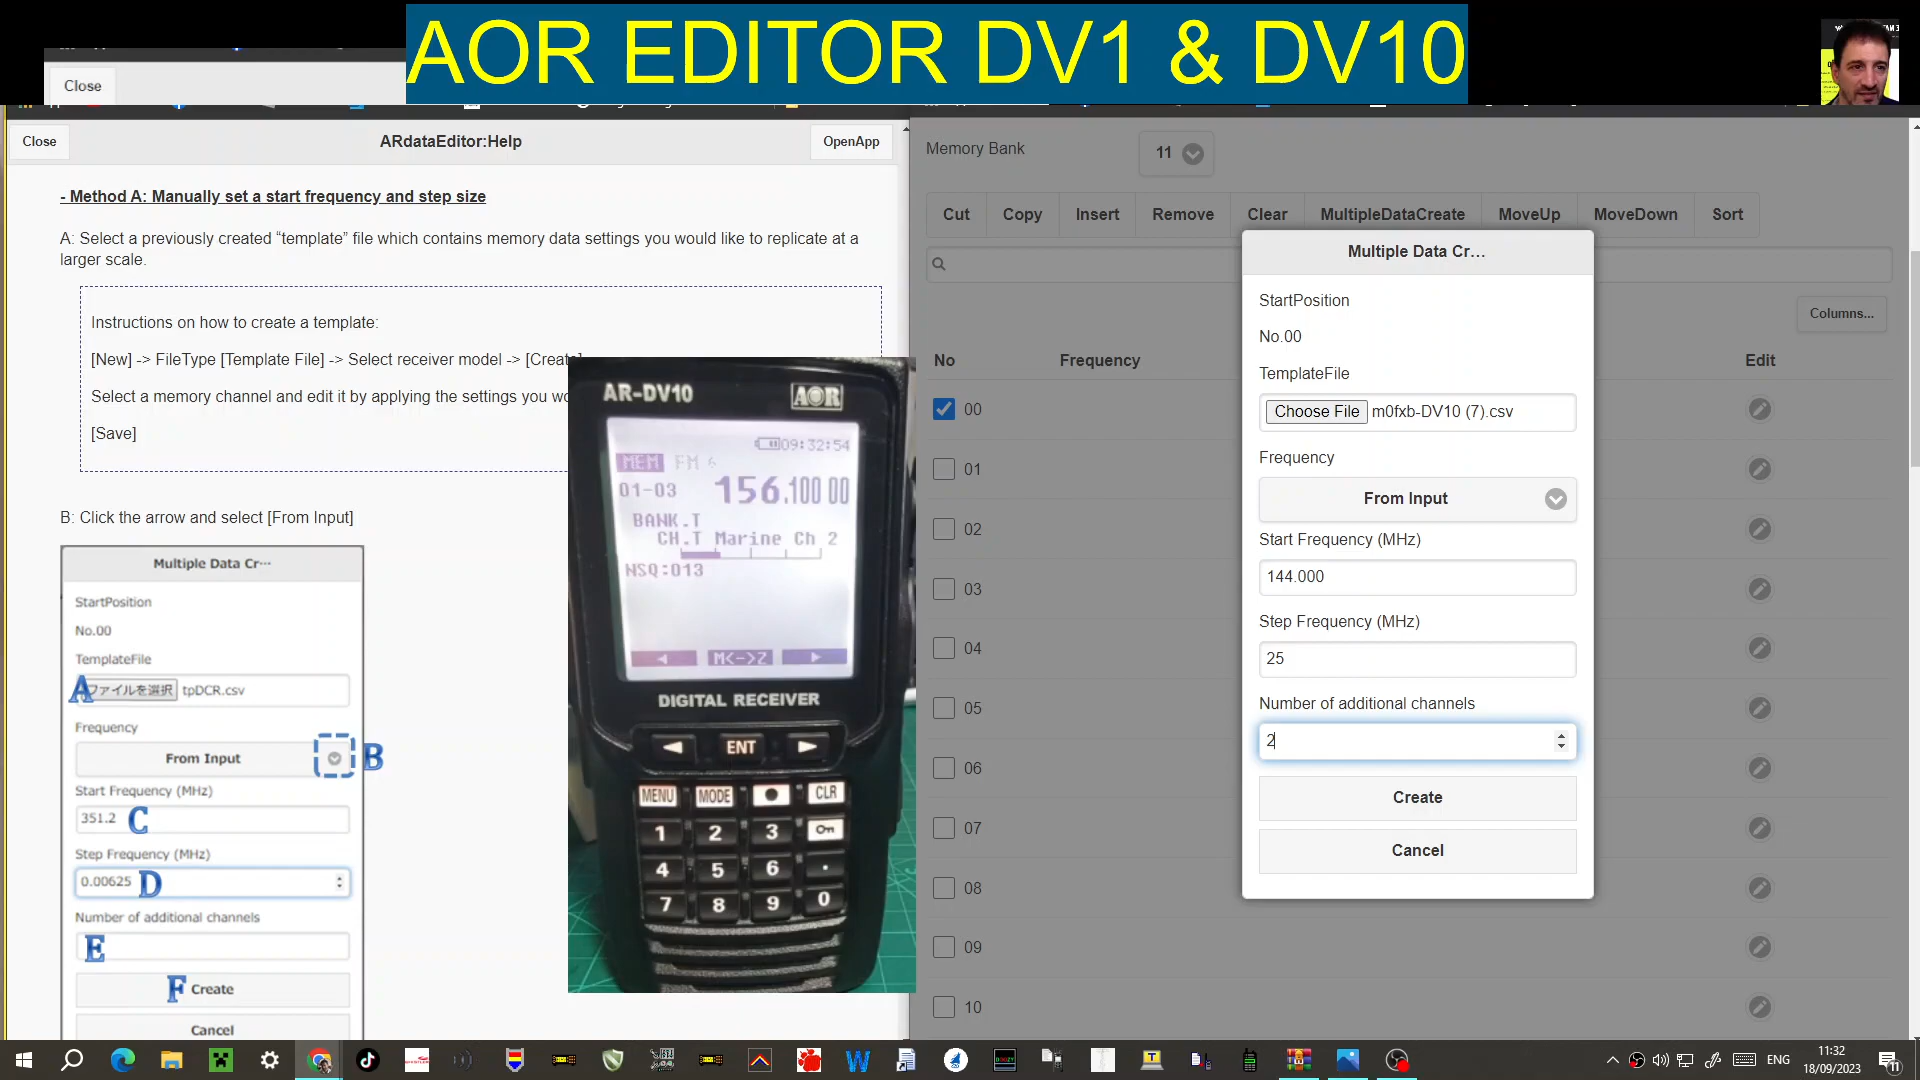 AOR EDITOR DV1 & DV10
Close
Close
ARdataEditor:Help
OpenApp
- Method A: Manually set a start frequency and step size
A: Select a previously created “template” file which contains memory data settings you would like to replicate at a
larger scale.
Instructions on how to create a template:
[New] -> FileType [Template File] -> Select receiver model -> [Create]
Select a memory channel and edit it by applying the settings you wo
[Save]
B: Click the arrow and select [From Input]
Multiple Data Cr…
StartPosition
No.00
TemplateFile
A ファイルを選択 tpDCR.csv
Frequency
From Input
B
Start Frequency (MHz)
351.2 C
Step Frequency (MHz)
0.00625 D
Number of additional channels
E
F Create
Cancel
AR-DV10
AOR
09:32:54
MEM FM 6
01-03 156.100 00
BANK.T
CH.T Marine Ch 2
NSQ:013
M<->Z
DIGITAL RECEIVER
ENT
MENU MODE CLR
1 2 3
4 5 6 .
7 8 9 0
Memory Bank
11
Cut Copy Insert Remove Clear MultipleDataCreate MoveUp MoveDown Sort
Columns...
No Frequency Edit
00
01
02
03
04
05
06
07
08
09
10
Multiple Data Cr…
StartPosition
No.00
TemplateFile
Choose File m0fxb-DV10 (7).csv
Frequency
From Input
Start Frequency (MHz)
144.000
Step Frequency (MHz)
25
Number of additional channels
2
Create
Cancel
ENG
11:32
18/09/2023
11